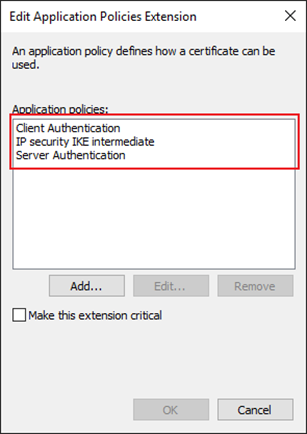 Edit Application Policies Extension
An application policy defines how a certificate can be
used.
Application policies:
Client Authentication
IP security IKE intermediate
Server Authentication
Add... Edit... Remove
Make this extension critical
OK Cancel